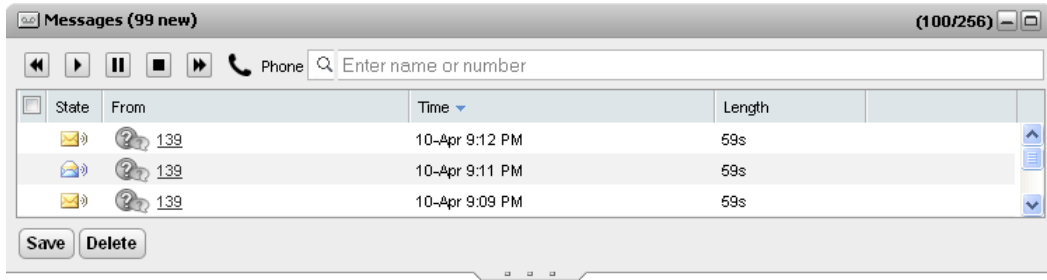 Messages (99 new) (100/256)
Phone Enter name or number
State From Time Length
139 10-Apr 9:12 PM 59s
139 10-Apr 9:11 PM 59s
139 10-Apr 9:09 PM 59s
Save Delete